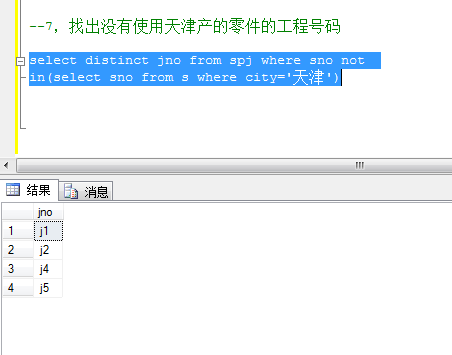 --7, 找出没有使用天津产的零件的工程号码
select distinct jno from spj where sno not
in(select sno from s where city='天津')
结果 消息
jno
1 j1
2 j2
3 j4
4 j5